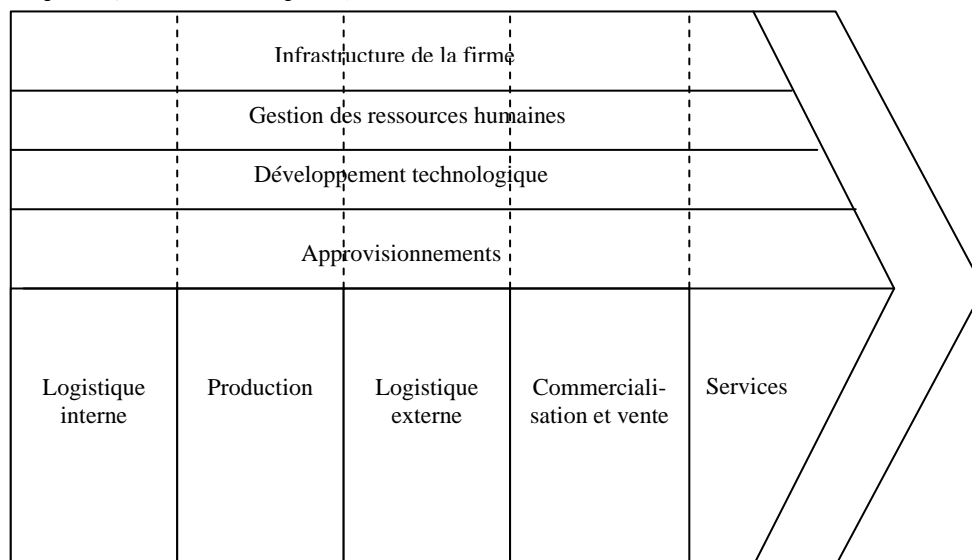 Infrastructure de la firme
Gestion des ressources humaines
Développement technologique
Approvisionnements
Logistique
interne
Production
Logistique
externe
Commerciali-
sation et vente
Services